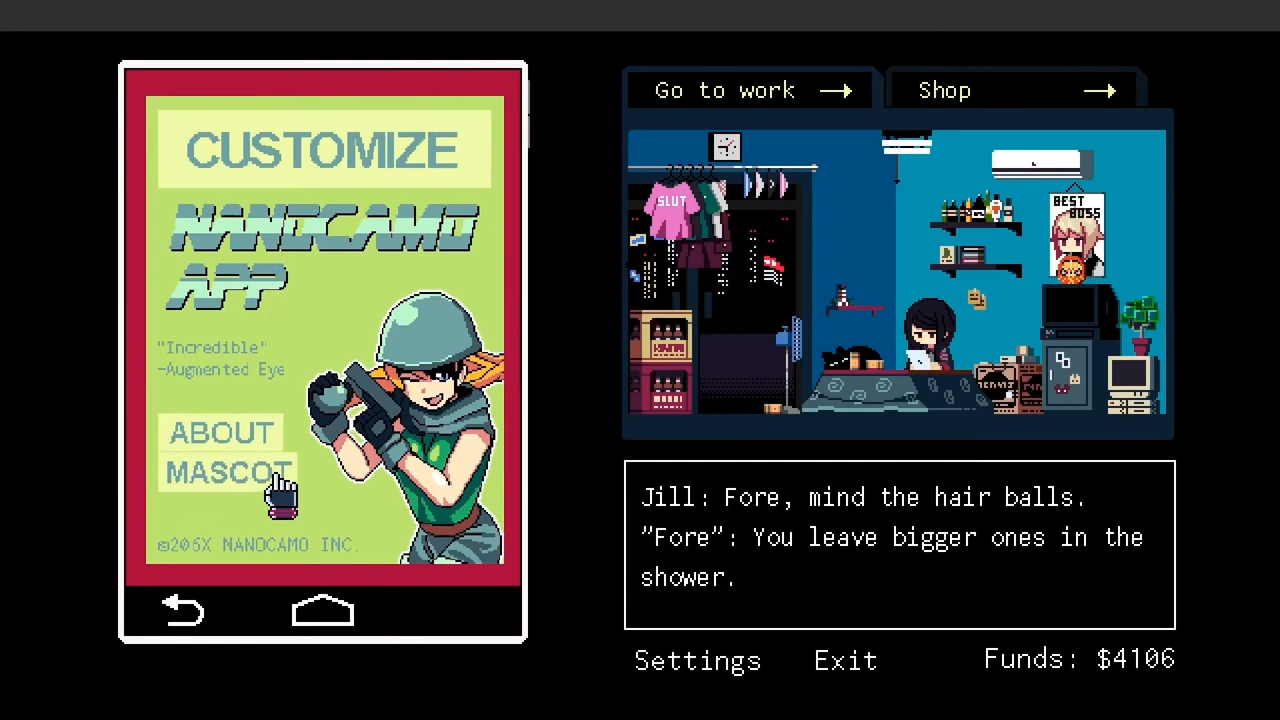 CUSTOMIZE
NANOCAMO
APP
"Incredible"
-Augmented Eye
ABOUT
MASCOT
©206X NANOCAMO INC.
Go to work →
Shop →
SLUT
BEST
BOSS
Jill: Fore, mind the hair balls.
"Fore": You leave bigger ones in the
shower.
Settings Exit Funds: $4106